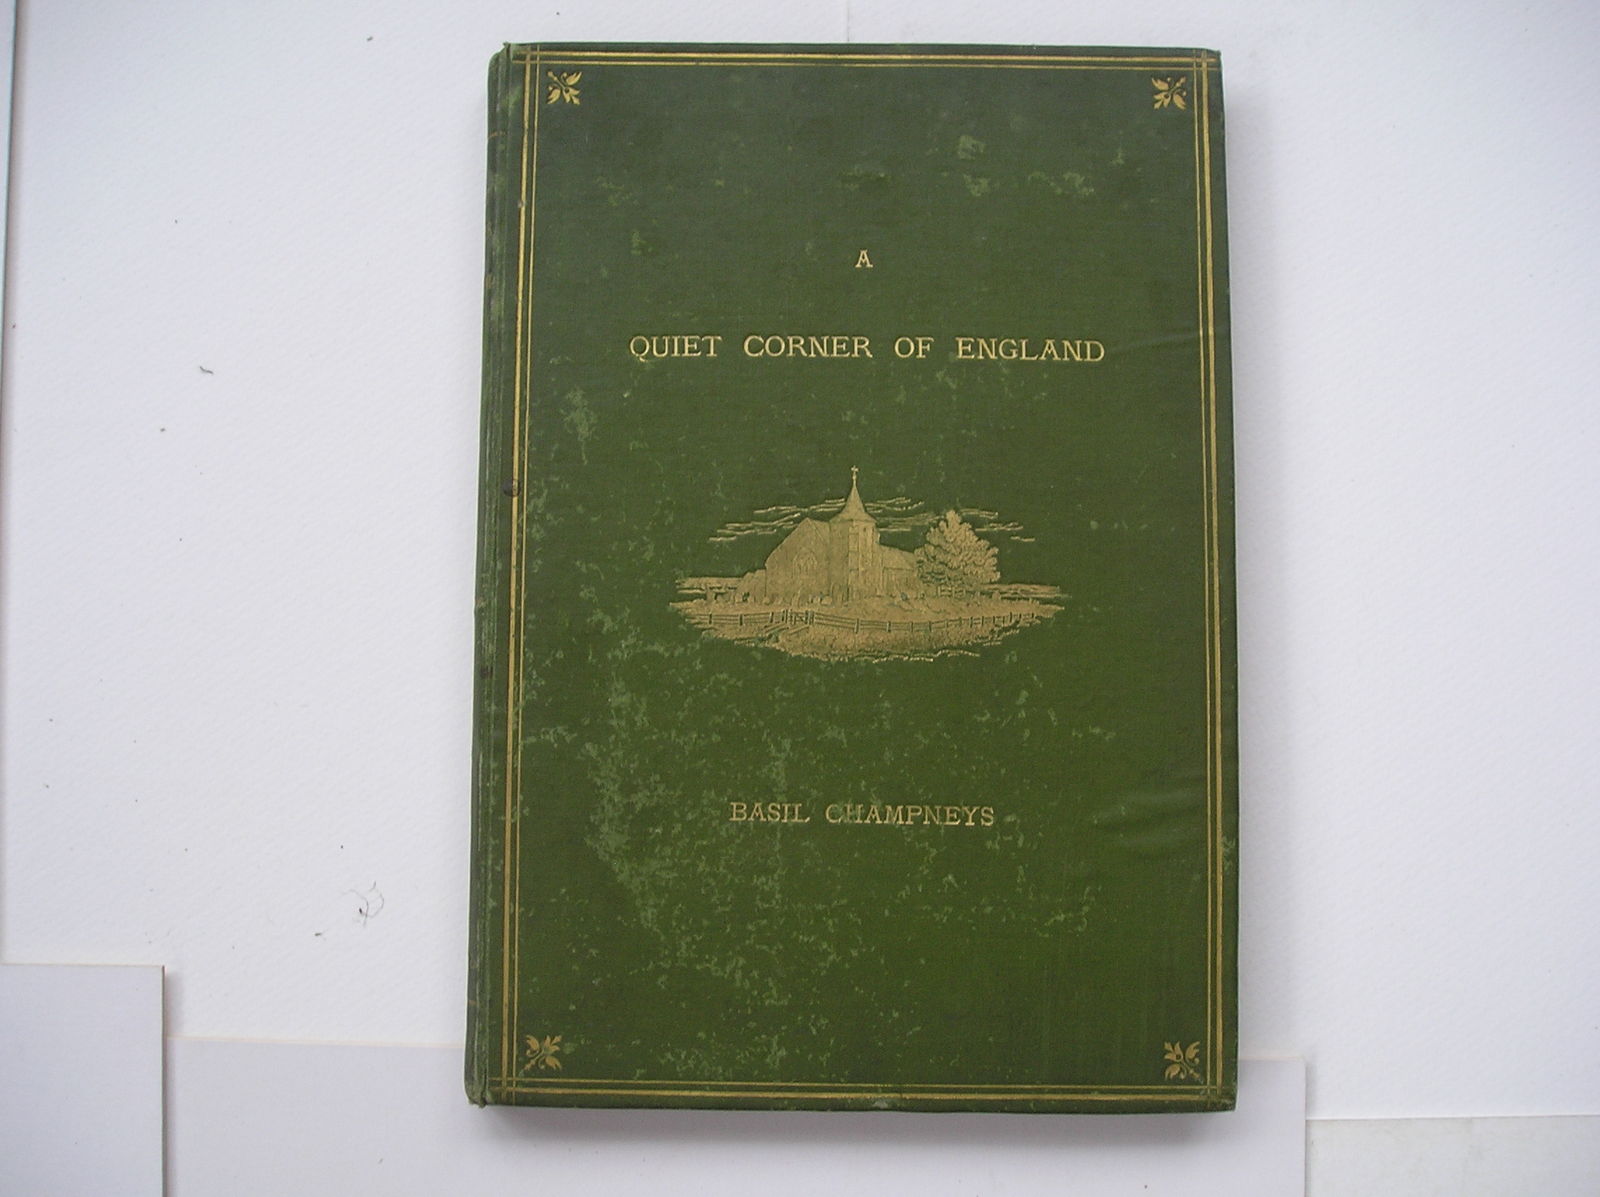 A
QUIET CORNER OF ENGLAND
BASIL CHAMPNEYS